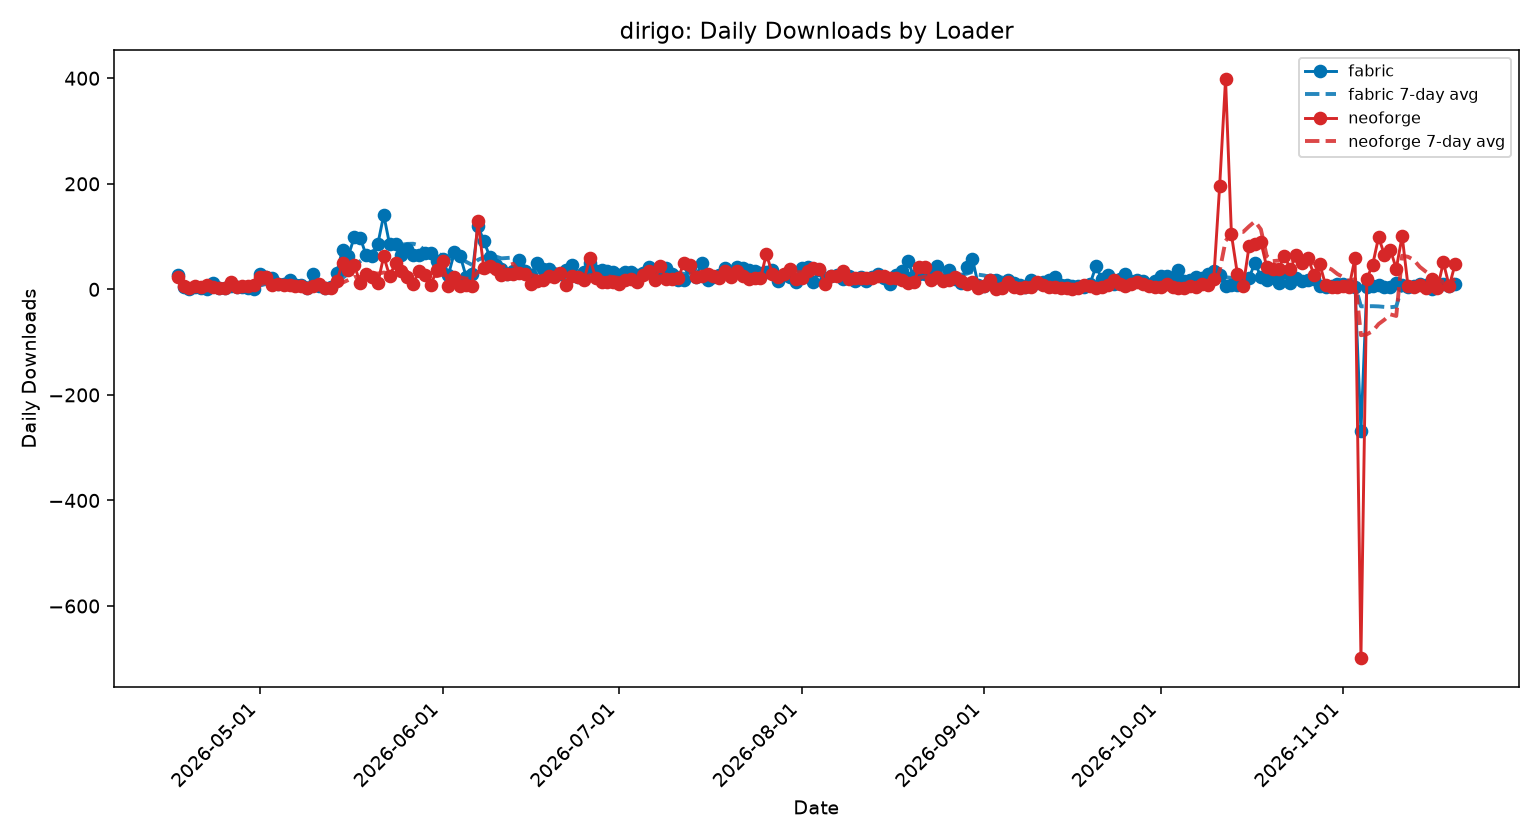 dirigo: Daily Downloads by Loader
fabric
fabric 7-day avg
neoforge
neoforge 7-day avg
Daily Downloads
400
200
0
−200
−400
−600
2026-05-01
2026-06-01
2026-07-01
2026-08-01
2026-09-01
2026-10-01
2026-11-01
Date